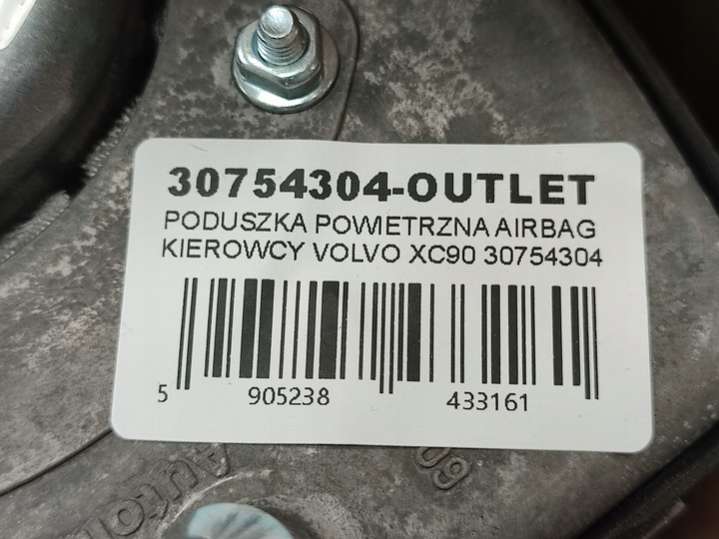 30754304-OUTLET
PODUSZKA POWIETRZNA AIRBAG
KIEROWCY VOLVO XC90 30754304
5 905238 433161